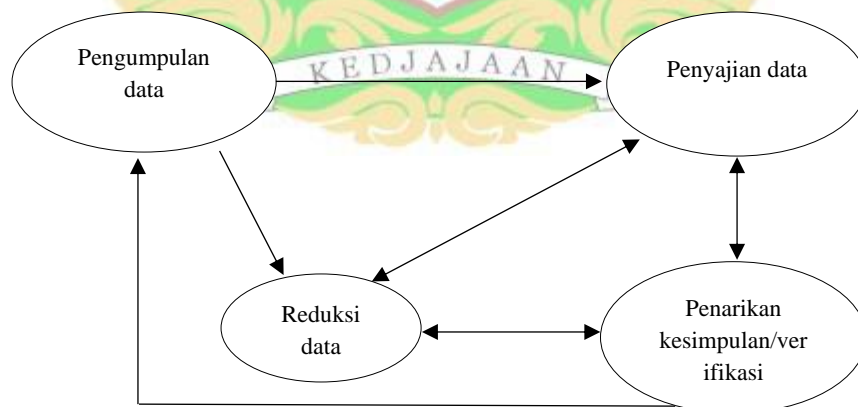 Pengumpulan
data
KEDJAJAAN
Penyajian data
Reduksi
data
Penarikan
kesimpulan/ver
ifikasi